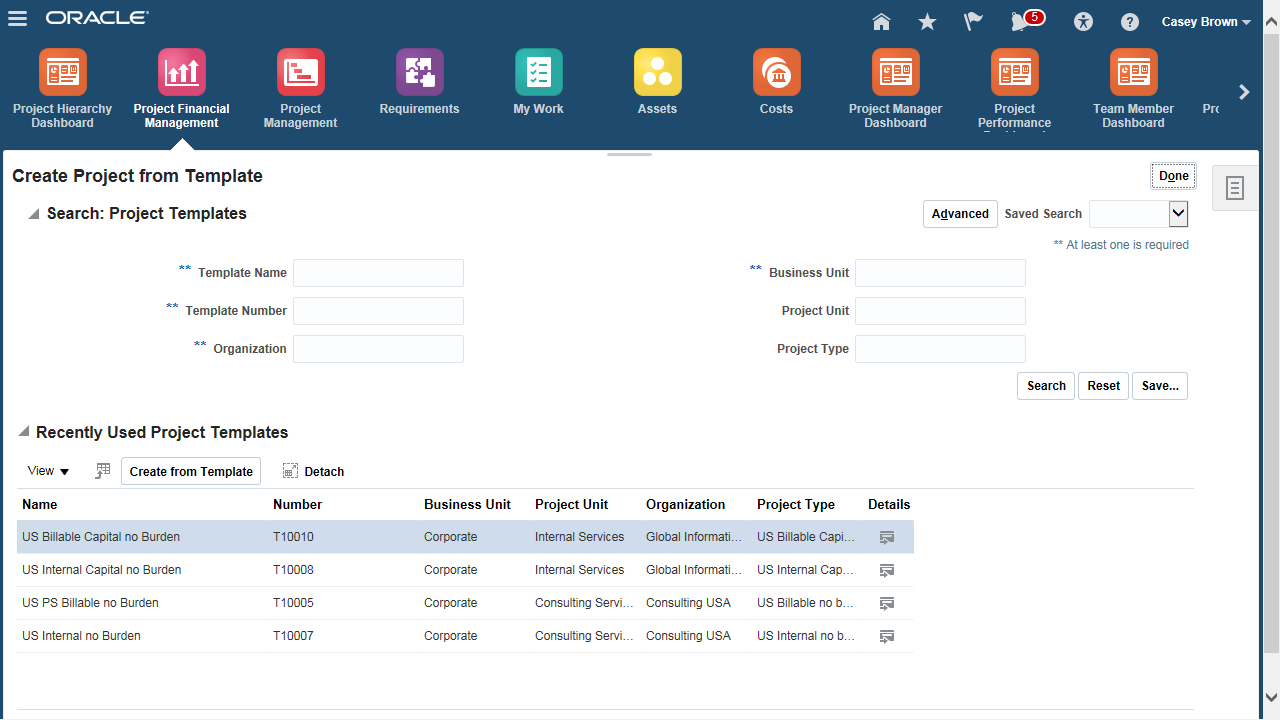 ORACLE
5
Casey Brown
Project Hierarchy Dashboard
Project Financial Management
Project Management
Requirements
My Work
Assets
Costs
Project Manager Dashboard
Project Performance
Team Member Dashboard
Create Project from Template
Done
Search: Project Templates
Advanced
Saved Search
** At least one is required
** Template Name
** Business Unit
** Template Number
Project Unit
** Organization
Project Type
Search
Reset
Save...
Recently Used Project Templates
View
Create from Template
Detach
Name Number Business Unit Project Unit Organization Project Type Details
US Billable Capital no Burden T10010 Corporate Internal Services Global Informati... US Billable Capi...
US Internal Capital no Burden T10008 Corporate Internal Services Global Informati... US Internal Cap...
US PS Billable no Burden T10005 Corporate Consulting Servi... Consulting USA US Billable no b...
US Internal no Burden T10007 Corporate Consulting Servi... Consulting USA US Internal no b...